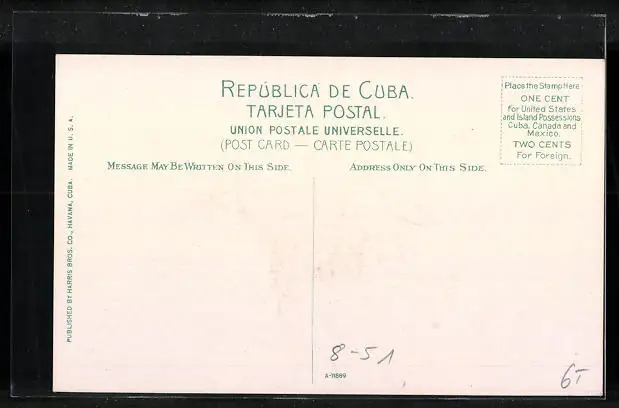 REPÚBLICA DE CUBA.
TARJETA POSTAL.
UNION POSTALE UNIVERSELLE.
(POST CARD — CARTE POSTALE)
MESSAGE MAY BE WRITTEN ON THIS SIDE.
ADDRESS ONLY ON THIS SIDE.
Place the Stamp Here
ONE CENT
for United States
and Island Possessions
Cuba, Canada and
Mexico.
TWO CENTS
For Foreign.
PUBLISHED BY HARRIS BROS. CO., HAVANA, CUBA. MADE IN U. S. A.
8-51
A-11889